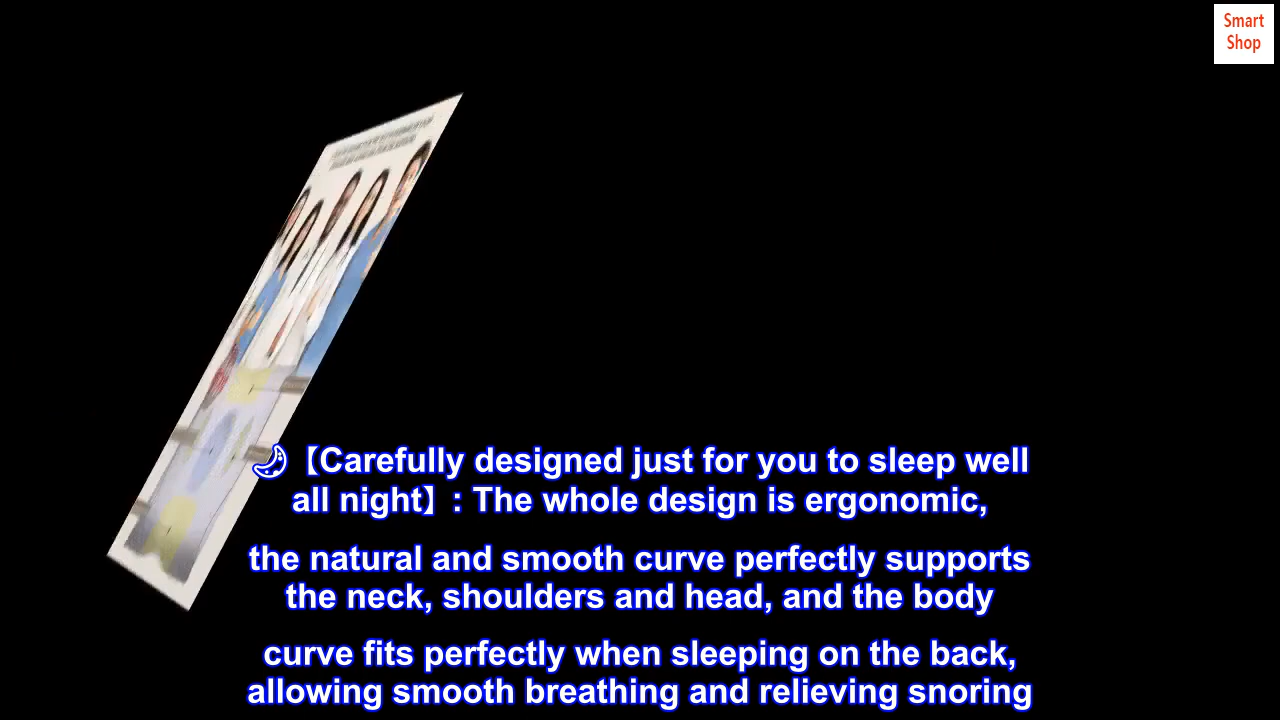 Smart
Shop
🌙【Carefully designed just for you to sleep well
all night】: The whole design is ergonomic,
the natural and smooth curve perfectly supports
the neck, shoulders and head, and the body
curve fits perfectly when sleeping on the back,
allowing smooth breathing and relieving snoring